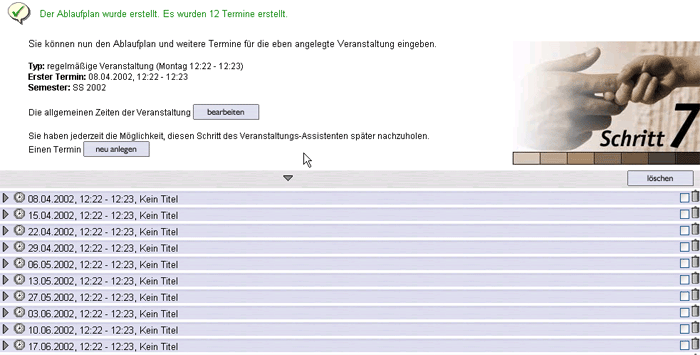 Der Ablaufplan wurde erstellt. Es wurden 12 Termine erstellt.
Sie können nun den Ablaufplan und weitere Termine für die eben angelegte Veranstaltung eingeben.
Typ: regelmäßige Veranstaltung (Montag 12:22 - 12:23)
Erster Termin: 08.04.2002, 12:22 - 12:23
Semester: SS 2002
Die allgemeinen Zeiten der Veranstaltung bearbeiten
Sie haben jederzeit die Möglichkeit, diesen Schritt des Veranstaltungs-Assistenten später nachzuholen.
Einen Termin neu anlegen
Schritt 7
löschen
08.04.2002, 12:22 - 12:23, Kein Titel
15.04.2002, 12:22 - 12:23, Kein Titel
22.04.2002, 12:22 - 12:23, Kein Titel
29.04.2002, 12:22 - 12:23, Kein Titel
06.05.2002, 12:22 - 12:23, Kein Titel
13.05.2002, 12:22 - 12:23, Kein Titel
27.05.2002, 12:22 - 12:23, Kein Titel
03.06.2002, 12:22 - 12:23, Kein Titel
10.06.2002, 12:22 - 12:23, Kein Titel
17.06.2002, 12:22 - 12:23, Kein Titel